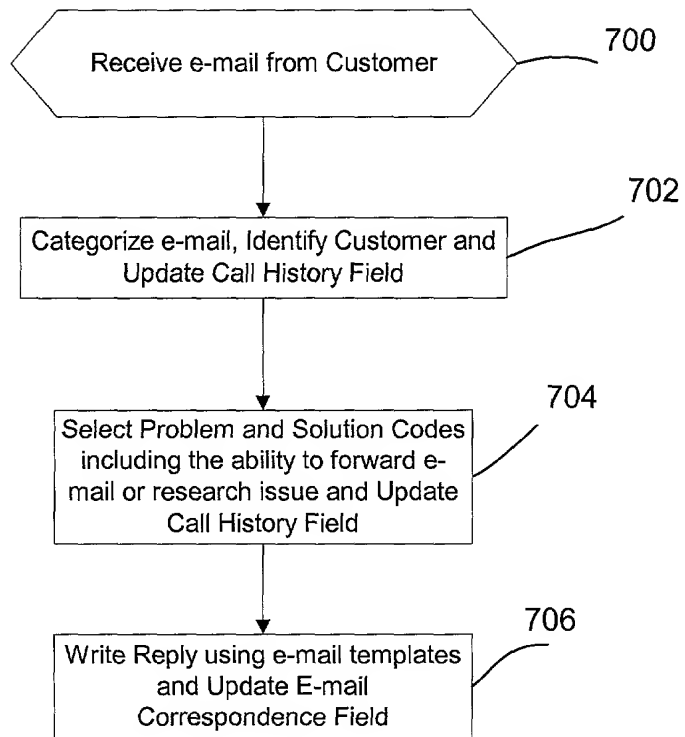 Receive e-mail from Customer
700
702
Categorize e-mail, Identify Customer and
Update Call History Field
704
Select Problem and Solution Codes
including the ability to forward e-
mail or research issue and Update
Call History Field
706
Write Reply using e-mail templates
and Update E-mail
Correspondence Field